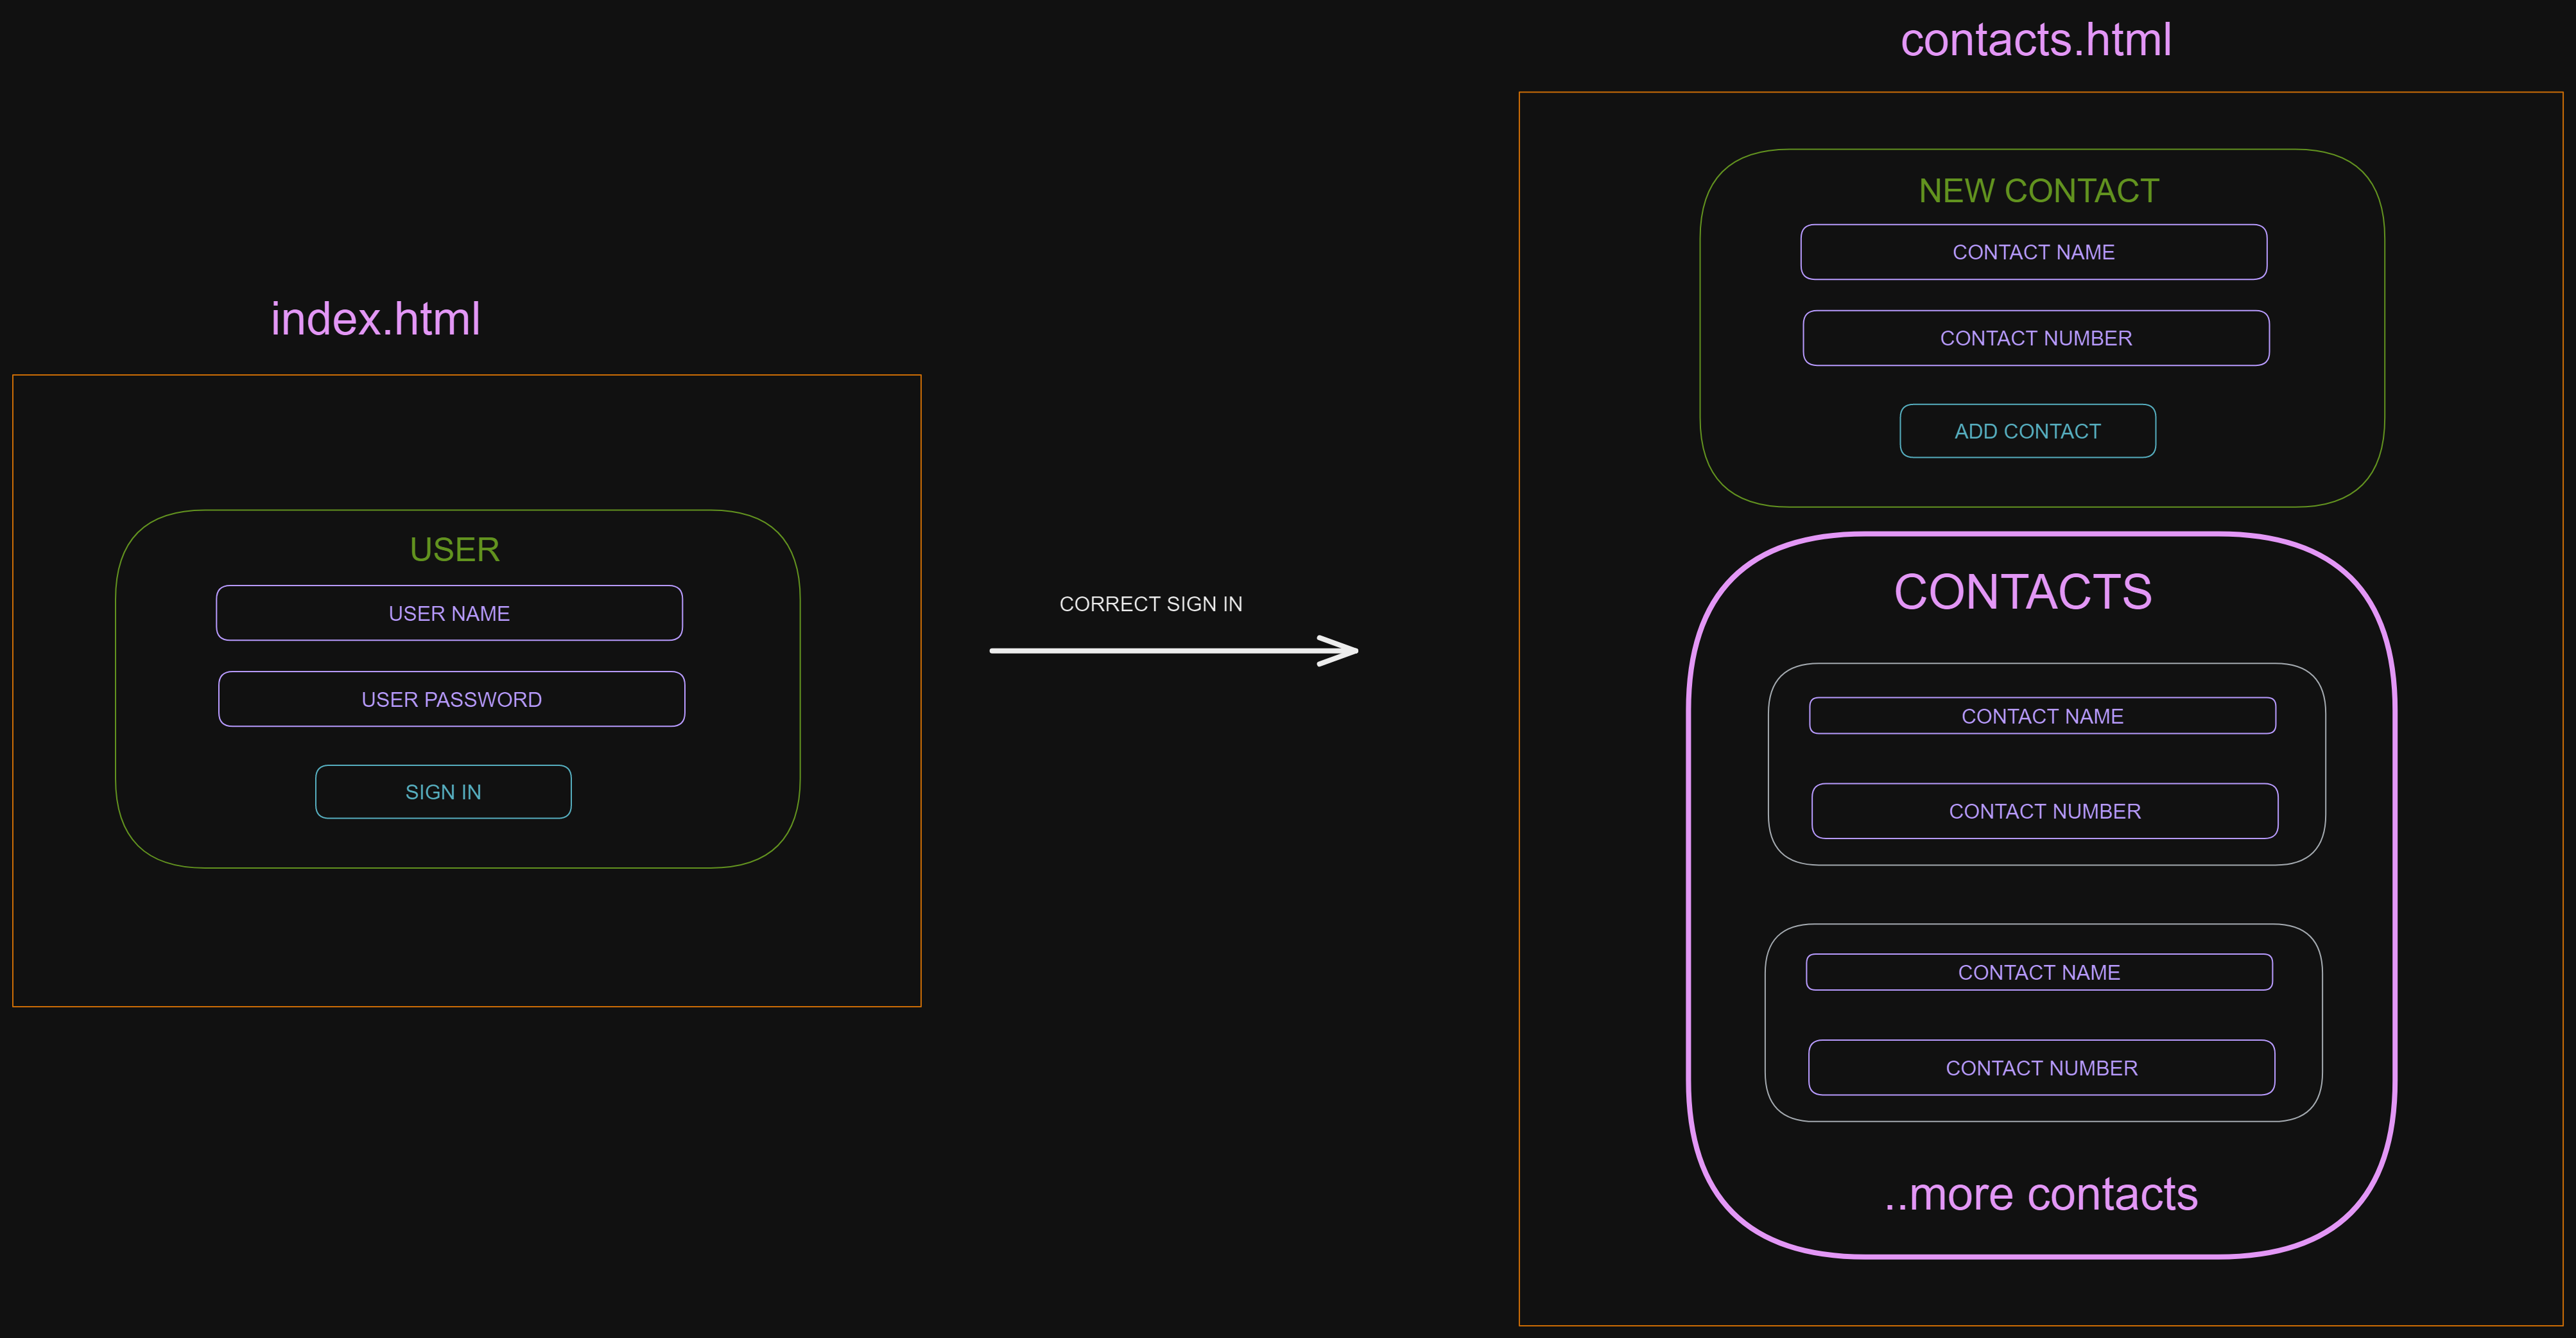 index.html
USER
USER NAME
USER PASSWORD
SIGN IN
CORRECT SIGN IN
contacts.html
NEW CONTACT
CONTACT NAME
CONTACT NUMBER
ADD CONTACT
CONTACTS
CONTACT NAME
CONTACT NUMBER
CONTACT NAME
CONTACT NUMBER
..more contacts